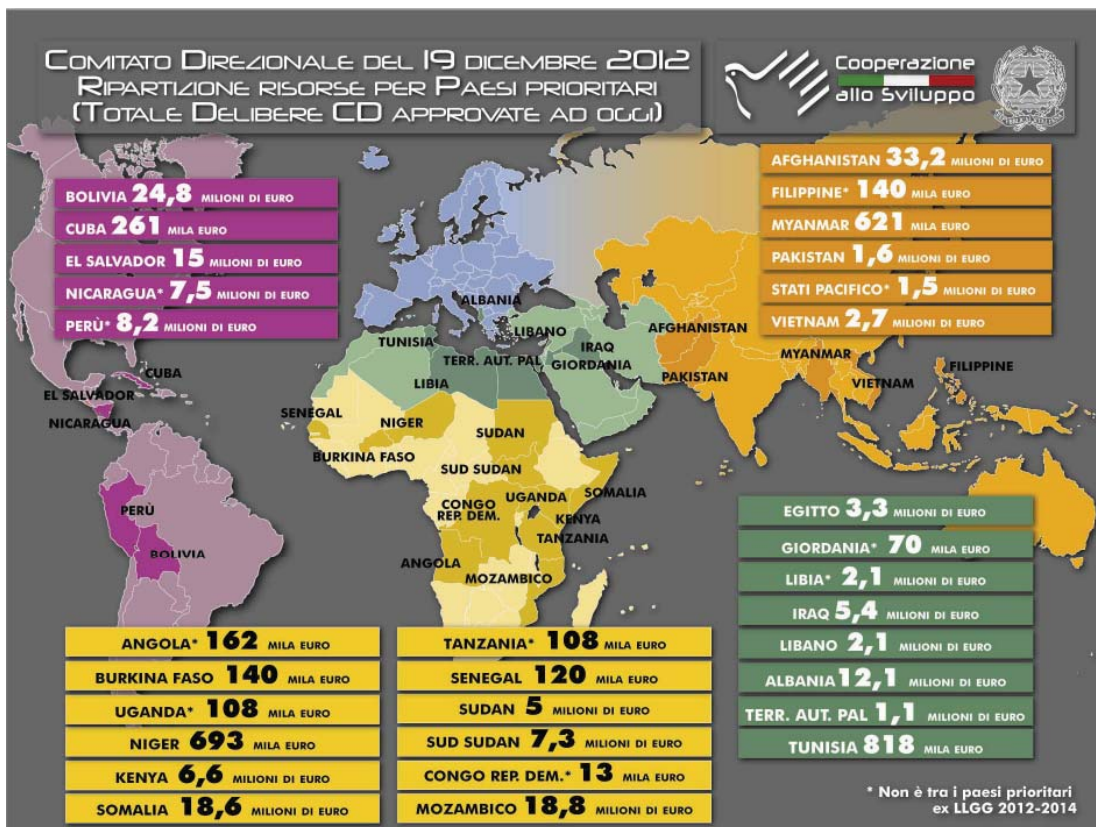 COMITATO DIREZIONALE DEL 19 DICEMBRE 2012
RIPARTIZIONE RISORSE PER PAESI PRIORITARI
(TOTALE DELIBERE CD APPROVATE AD OGGI)
Cooperazione
allo Sviluppo
BOLIVIA 24,8 MILIONI DI EURO
CUBA 261 MILA EURO
EL SALVADOR 15 MILIONI DI EURO
NICARAGUA* 7,5 MILIONI DI EURO
PERÙ* 8,2 MILIONI DI EURO
AFGHANISTAN 33,2 MILIONI DI EURO
FILIPPINE* 140 MILA EURO
MYANMAR 621 MILA EURO
PAKISTAN 1,6 MILIONI DI EURO
STATI PACIFICO* 1,5 MILIONI DI EURO
VIETNAM 2,7 MILIONI DI EURO
ALBANIA
TUNISIA
LIBANO
TERR. AUT. PAL
IRAQ
GIORDANIA
LIBIA
AFGHANISTAN
PAKISTAN
MYANMAR
VIETNAM
FILIPPINE
CUBA
EL SALVADOR
NICARAGUA
PERÙ
BOLIVIA
SENEGAL
NIGER
SUDAN
BURKINA FASO
SUD SUDAN
CONGO
REP. DEM.
UGANDA
SOMALIA
KENYA
TANZANIA
ANGOLA
MOZAMBICO
EGITTO 3,3 MILIONI DI EURO
GIORDANIA* 70 MILA EURO
LIBIA* 2,1 MILIONI DI EURO
IRAQ 5,4 MILIONI DI EURO
LIBANO 2,1 MILIONI DI EURO
ALBANIA 12,1 MILIONI DI EURO
TERR. AUT. PAL 1,1 MILIONI DI EURO
TUNISIA 818 MILA EURO
ANGOLA* 162 MILA EURO
BURKINA FASO 140 MILA EURO
UGANDA* 108 MILA EURO
NIGER 693 MILA EURO
KENYA 6,6 MILIONI DI EURO
SOMALIA 18,6 MILIONI DI EURO
TANZANIA* 108 MILA EURO
SENEGAL 120 MILA EURO
SUDAN 5 MILIONI DI EURO
SUD SUDAN 7,3 MILIONI DI EURO
CONGO REP. DEM.* 13 MILA EURO
MOZAMBICO 18,8 MILIONI DI EURO
* Non è tra i paesi prioritari
ex LLGG 2012-2014